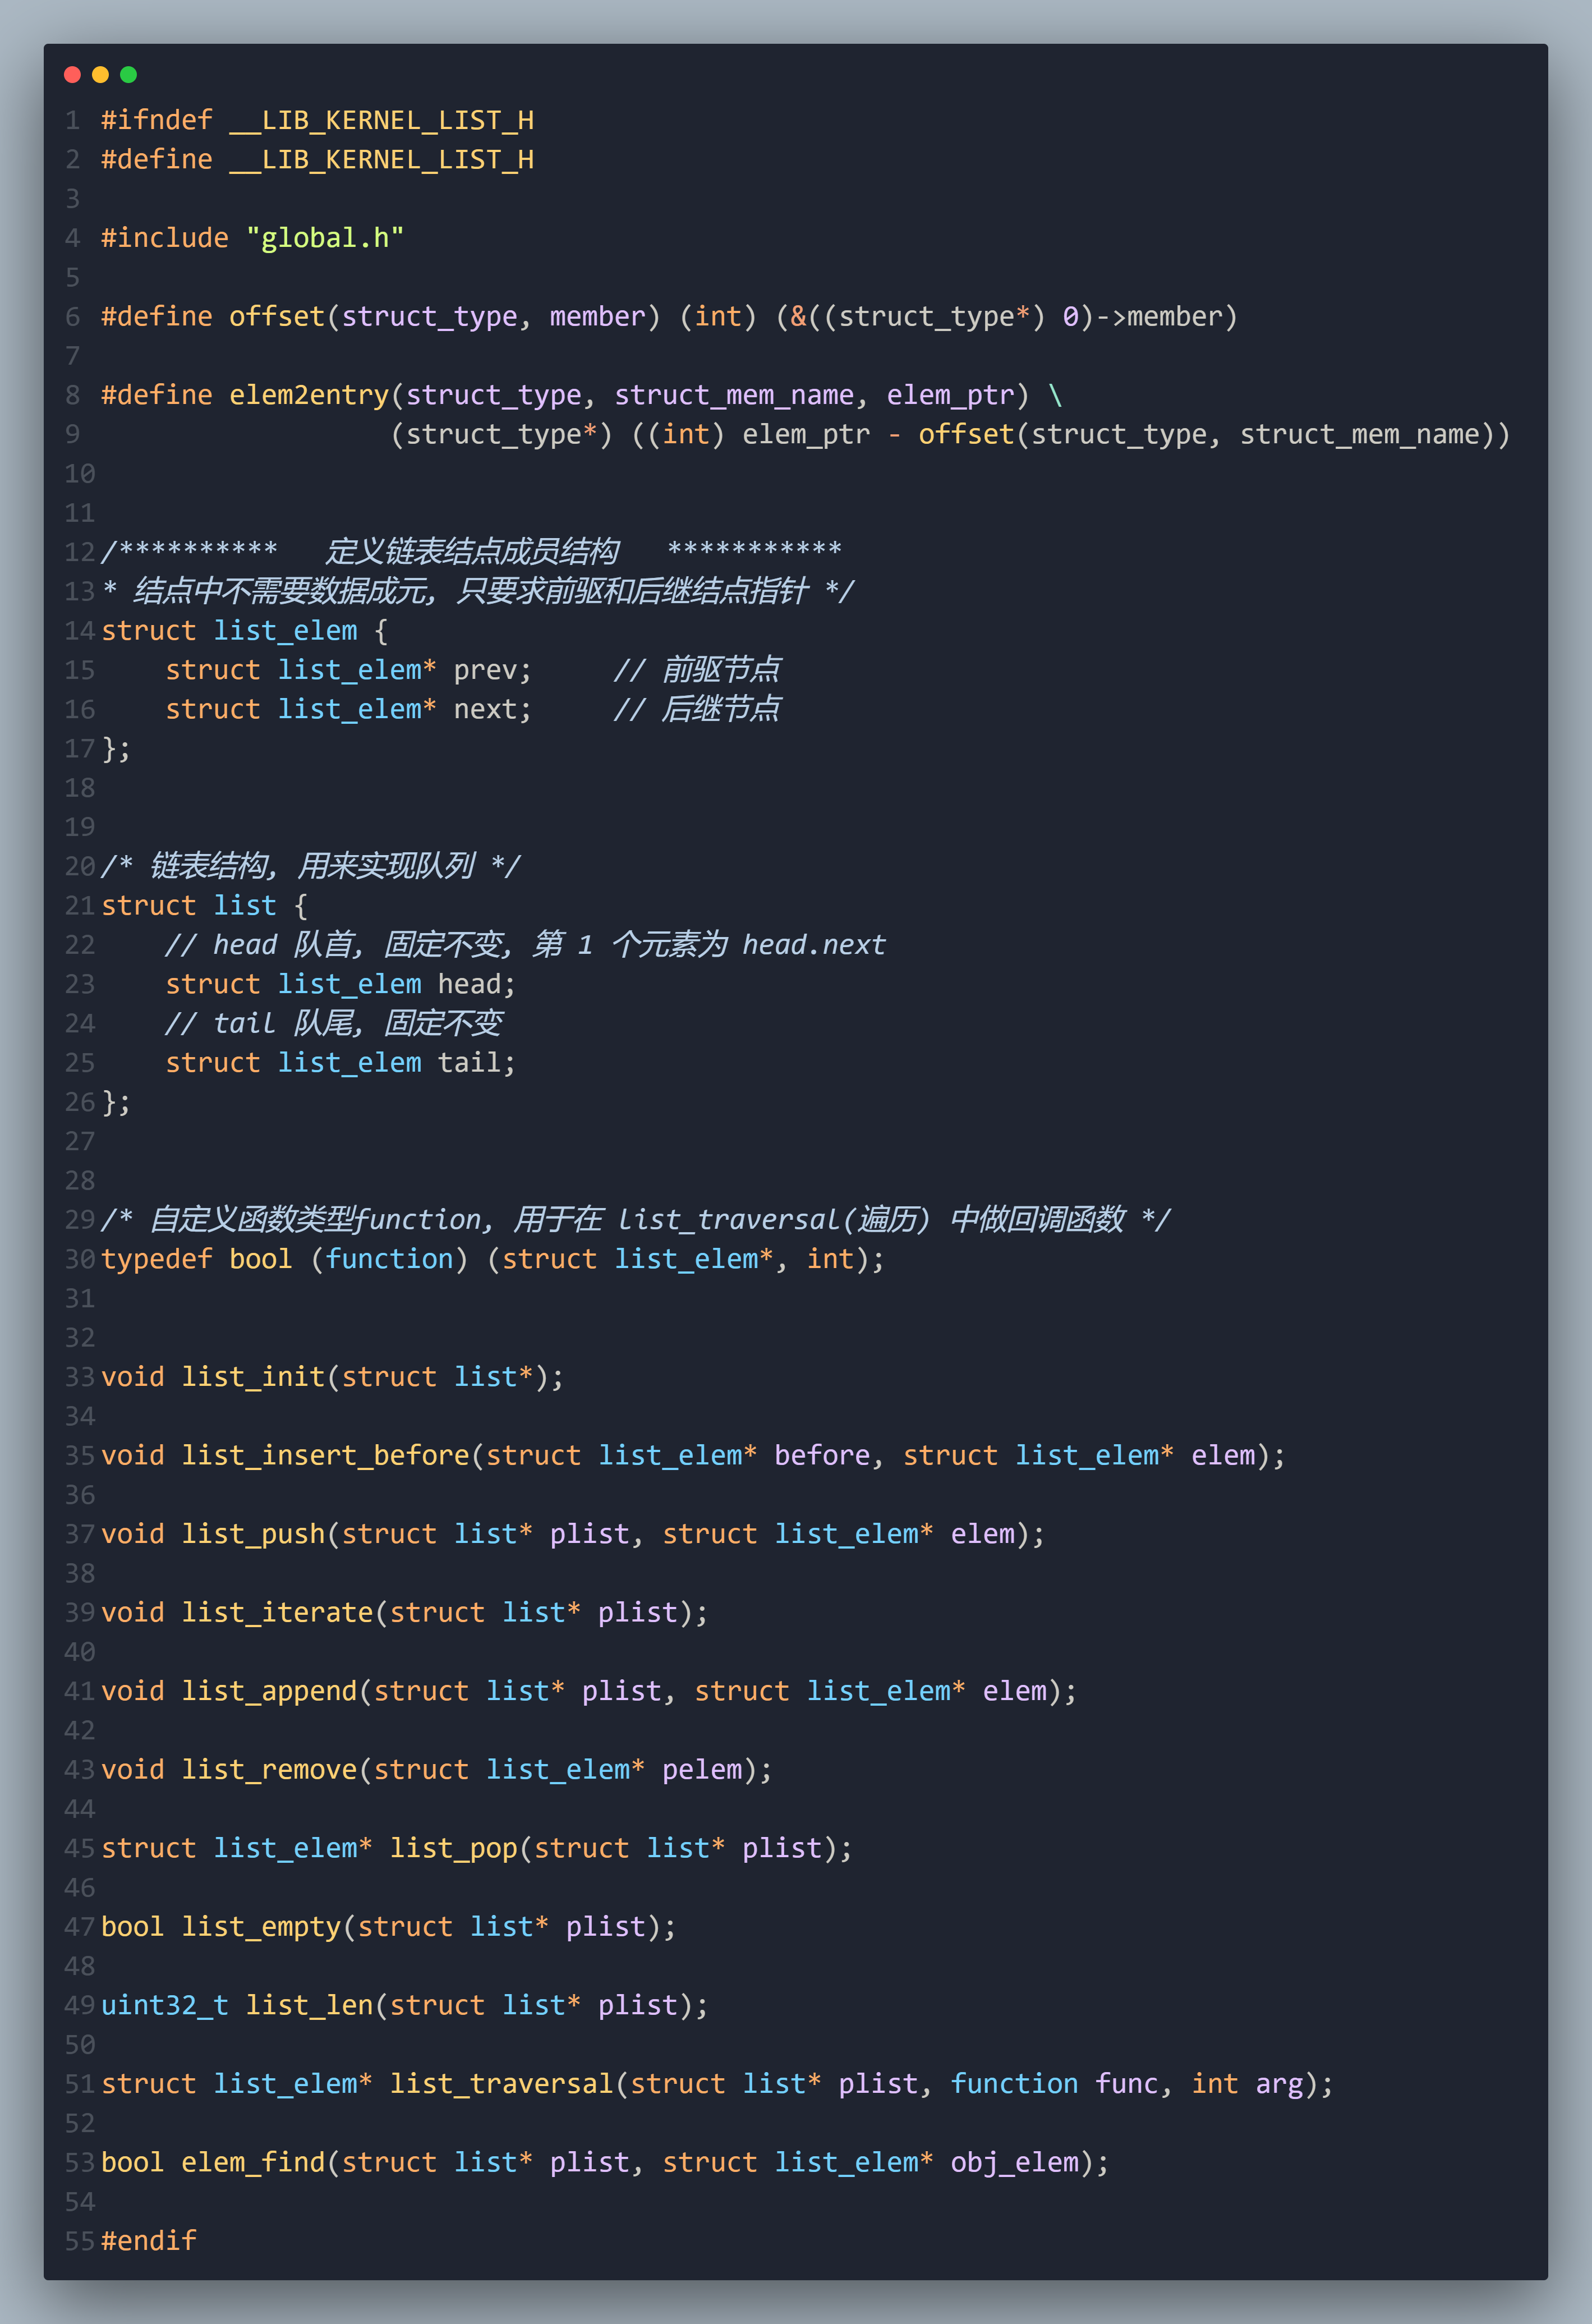 1 #ifndef __LIB_KERNEL_LIST_H
2 #define __LIB_KERNEL_LIST_H
3
4 #include "global.h"
5
6 #define offset(struct_type, member) (int) (&((struct_type*) 0)->member)
7
8 #define elem2entry(struct_type, struct_mem_name, elem_ptr) \
9                   (struct_type*) ((int) elem_ptr - offset(struct_type, struct_mem_name))
10
11
12 /**********   定义链表结点成员结构   ***********
13 * 结点中不需要数据成元, 只要求前驱和后继结点指针 */
14 struct list_elem {
15     struct list_elem* prev;     // 前驱节点
16     struct list_elem* next;     // 后继节点
17 };
18
19
20 /* 链表结构, 用来实现队列 */
21 struct list {
22     // head 队首, 固定不变, 第 1 个元素为 head.next
23     struct list_elem head;
24     // tail 队尾, 固定不变
25     struct list_elem tail;
26 };
27
28
29 /* 自定义函数类型function, 用于在 list_traversal(遍历) 中做回调函数 */
30 typedef bool (function) (struct list_elem*, int);
31
32
33 void list_init(struct list*);
34
35 void list_insert_before(struct list_elem* before, struct list_elem* elem);
36
37 void list_push(struct list* plist, struct list_elem* elem);
38
39 void list_iterate(struct list* plist);
40
41 void list_append(struct list* plist, struct list_elem* elem);
42
43 void list_remove(struct list_elem* pelem);
44
45 struct list_elem* list_pop(struct list* plist);
46
47 bool list_empty(struct list* plist);
48
49 uint32_t list_len(struct list* plist);
50
51 struct list_elem* list_traversal(struct list* plist, function func, int arg);
52
53 bool elem_find(struct list* plist, struct list_elem* obj_elem);
54
55 #endif